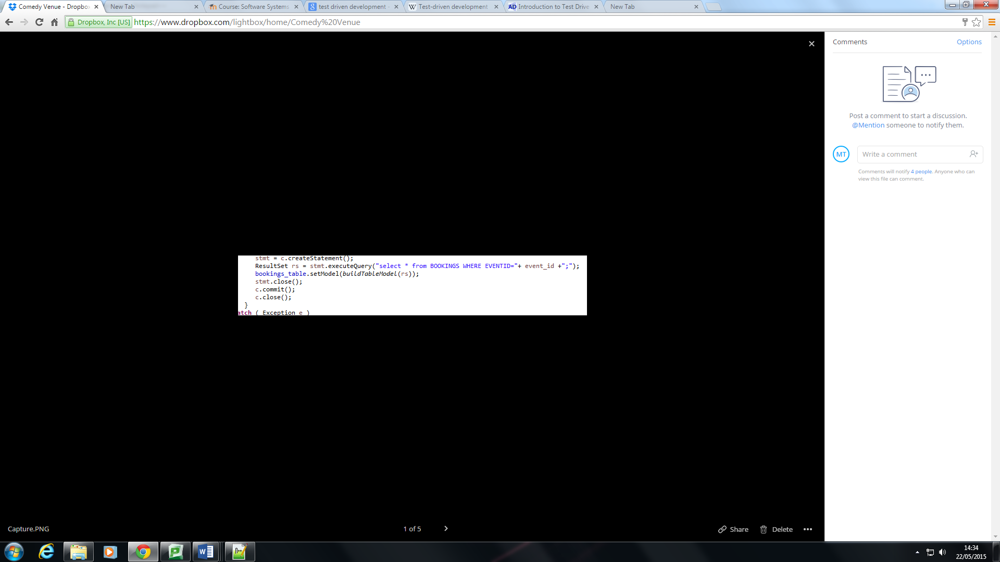 Comedy Venue - Dropbox
New Tab
Course: Software Systems
test driven development -
Test-driven development
Introduction to Test Drive
New Tab
Dropbox, Inc [US] https://www.dropbox.com/lightbox/home/Comedy%20Venue
Comments
Options
Post a comment to start a discussion.
@Mention someone to notify them.
MT
Write a comment
Comments will notify 4 people. Anyone who can
view this file can comment.
stmt = c.createStatement();
ResultSet rs = stmt.executeQuery("select * from BOOKINGS WHERE EVENTID="+ event_id +";");
bookings_table.setModel(buildTableModel(rs));
stmt.close();
c.commit();
c.close();
}
atch ( Exception e )
Capture.PNG
1 of 5
Share
Delete
14:34
22/05/2015